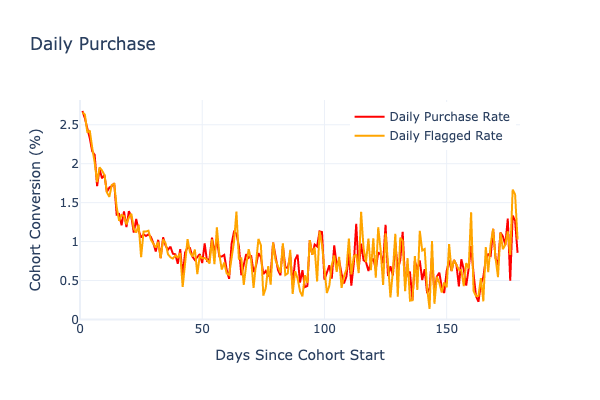 Daily Purchase
Daily Purchase Rate
Daily Flagged Rate
Cohort Conversion (%)
2.5
2
1.5
1
0.5
0
0 50 100 150
Days Since Cohort Start